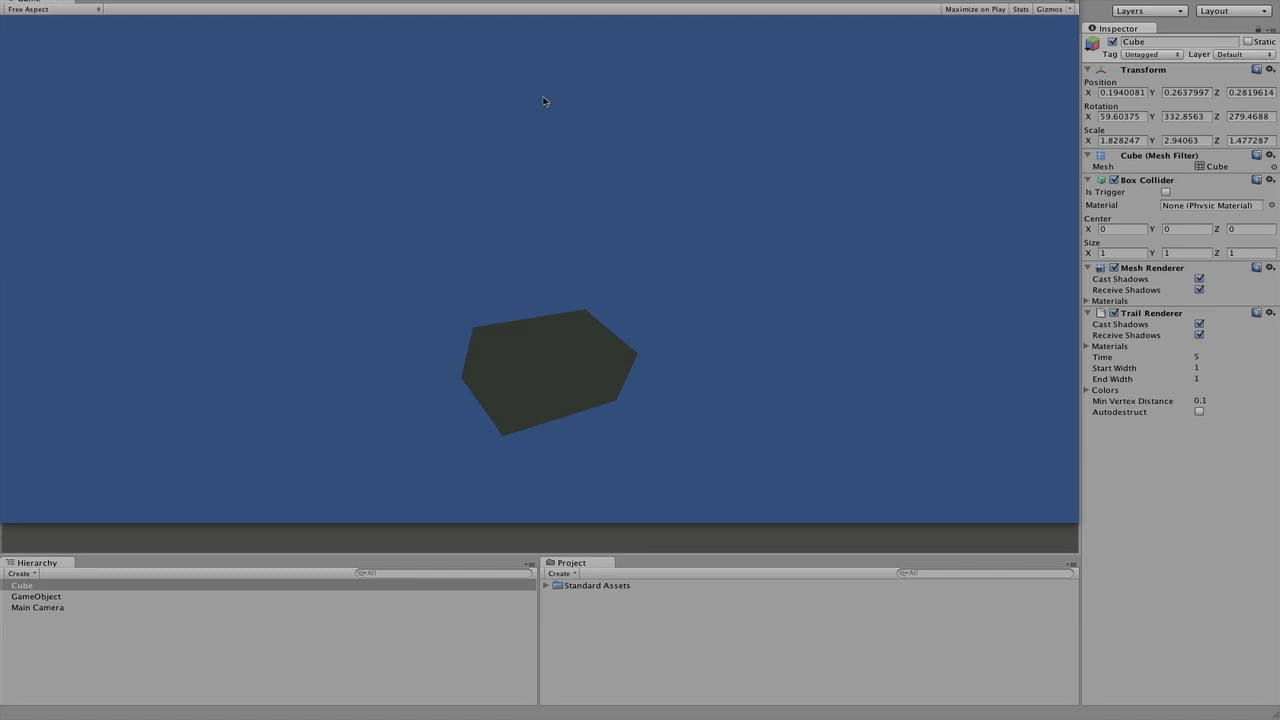 Game
Free Aspect
Maximize on Play Stats Gizmos
Layers Layout
Inspector
Cube Static
Tag Untagged Layer Default
Transform
Position
X 0.1940081 Y 0.2637997 Z 0.2819614
Rotation
X 59.60375 Y 332.8563 Z 279.4688
Scale
X 1.828247 Y 2.94063 Z 1.477287
Cube (Mesh Filter)
Mesh Cube
Box Collider
Is Trigger
Material None (Physic Material)
Center
X 0 Y 0 Z 0
Size
X 1 Y 1 Z 1
Mesh Renderer
Cast Shadows
Receive Shadows
Materials
Trail Renderer
Cast Shadows
Receive Shadows
Materials
Time 5
Start Width 1
End Width 1
Colors
Min Vertex Distance 0.1
Autodestruct
Hierarchy
Create All
Cube
GameObject
Main Camera
Project
Create All
Standard Assets